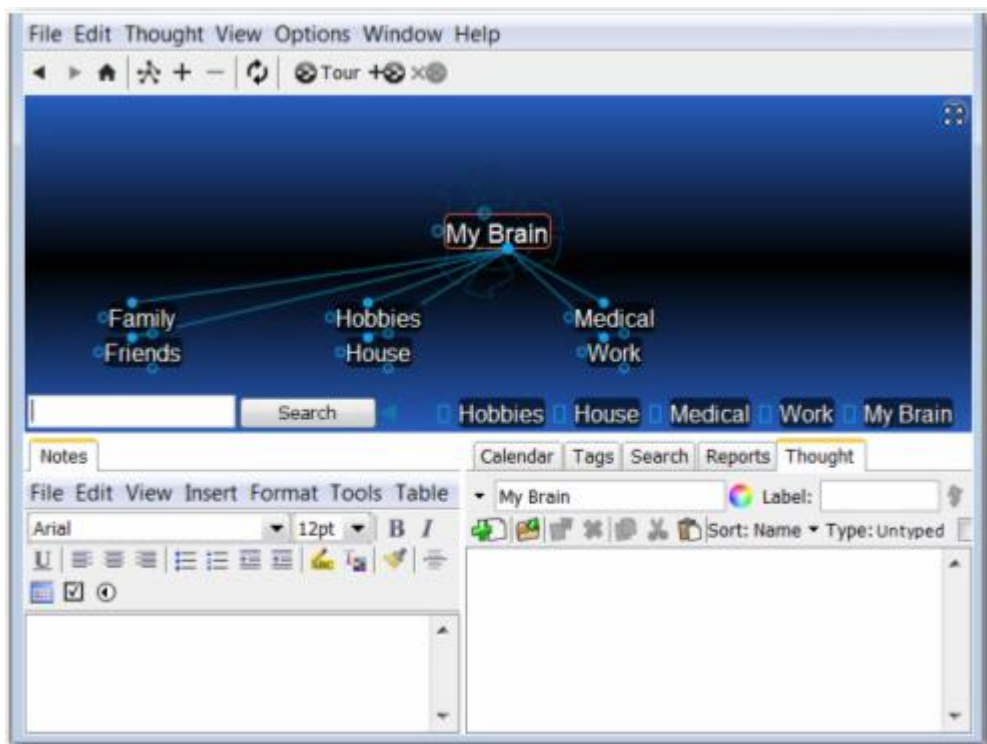 File Edit Thought View Options Window Help
Tour
My Brain
Family Hobbies Medical
Friends House Work
Search Hobbies House Medical Work My Brain
Notes
Calendar Tags Search Reports Thought
File Edit View Insert Format Tools Table
My Brain Label:
Arial 12pt B I
Sort: Name Type: Untyped
U